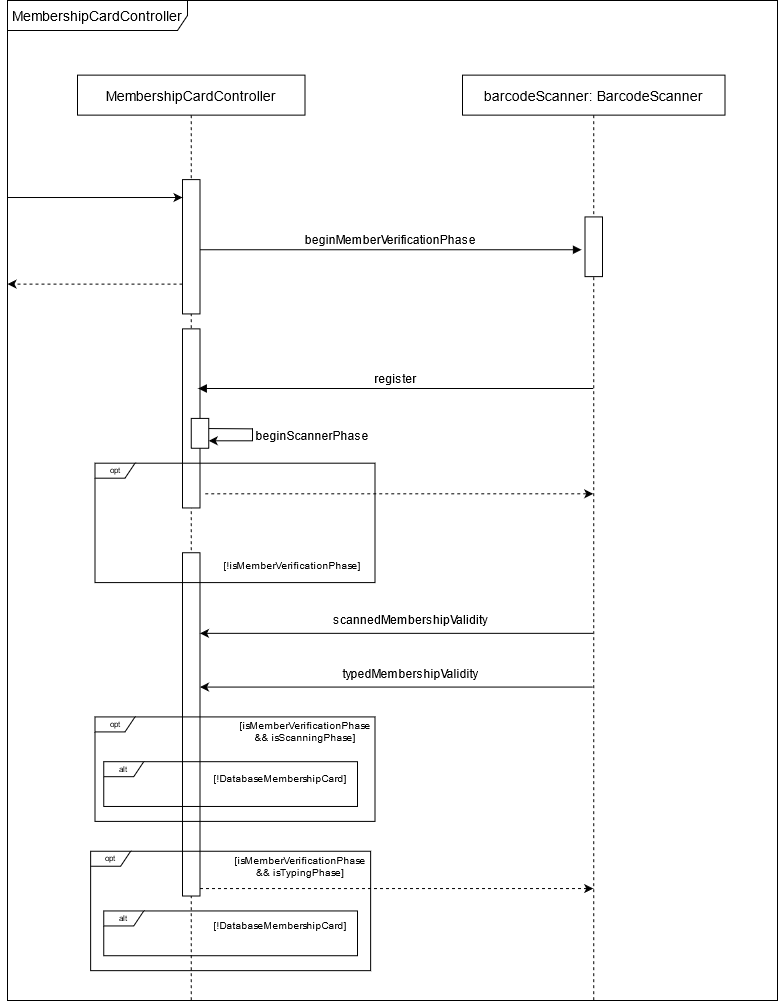 MembershipCardController
MembershipCardController
barcodeScanner: BarcodeScanner
beginMemberVerificationPhase
register
beginScannerPhase
opt
[!isMemberVerificationPhase]
scannedMembershipValidity
typedMembershipValidity
opt
[isMemberVerificationPhase
&& isScanningPhase]
alt
[!DatabaseMembershipCard]
opt
[isMemberVerificationPhase
&& isTypingPhase]
alt
[!DatabaseMembershipCard]